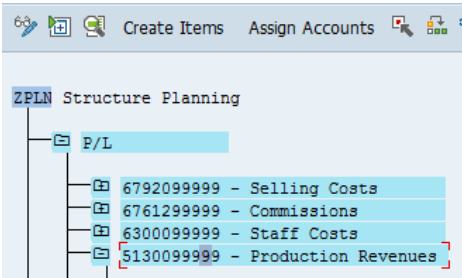 Create Items Assign Accounts
ZPLN Structure Planning
P/L
6792099999 - Selling Costs
6761299999 - Commissions
6300099999 - Staff Costs
5130099999 - Production Revenues